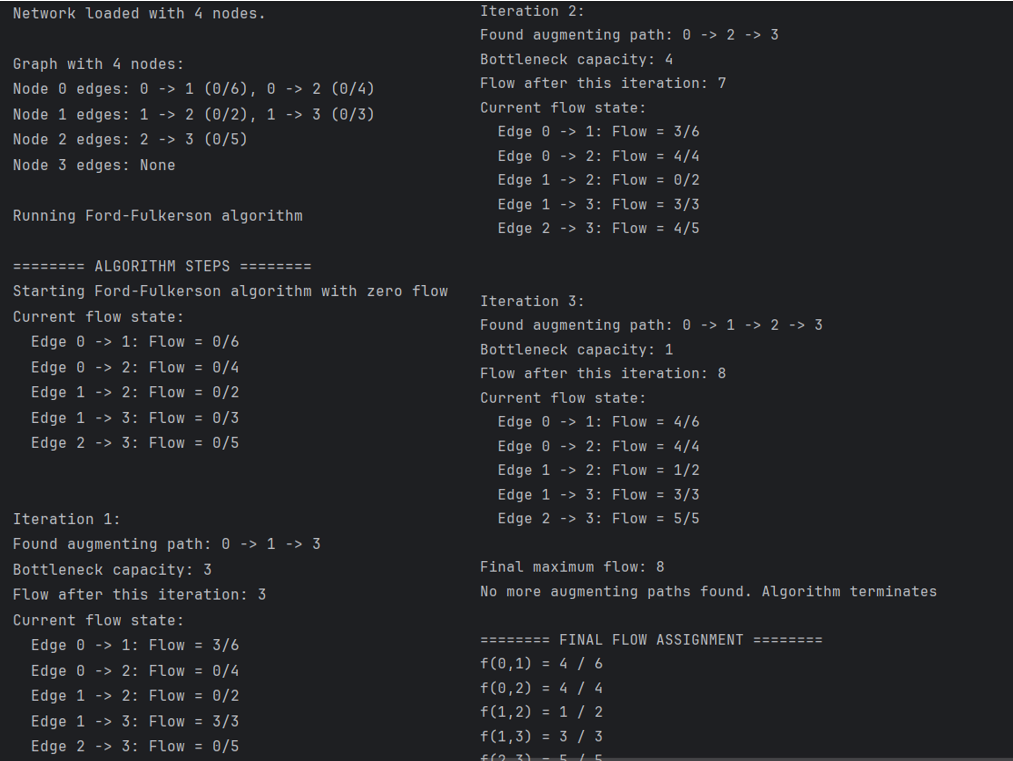 Network loaded with 4 nodes.
Graph with 4 nodes:
Node 0 edges: 0 -> 1 (0/6), 0 -> 2 (0/4)
Node 1 edges: 1 -> 2 (0/2), 1 -> 3 (0/3)
Node 2 edges: 2 -> 3 (0/5)
Node 3 edges: None
Running Ford-Fulkerson algorithm
======== ALGORITHM STEPS ========
Starting Ford-Fulkerson algorithm with zero flow
Current flow state:
Edge 0 -> 1: Flow = 0/6
Edge 0 -> 2: Flow = 0/4
Edge 1 -> 2: Flow = 0/2
Edge 1 -> 3: Flow = 0/3
Edge 2 -> 3: Flow = 0/5
Iteration 1:
Found augmenting path: 0 -> 1 -> 3
Bottleneck capacity: 3
Flow after this iteration: 3
Current flow state:
Edge 0 -> 1: Flow = 3/6
Edge 0 -> 2: Flow = 0/4
Edge 1 -> 2: Flow = 0/2
Edge 1 -> 3: Flow = 3/3
Edge 2 -> 3: Flow = 0/5
Iteration 2:
Found augmenting path: 0 -> 2 -> 3
Bottleneck capacity: 4
Flow after this iteration: 7
Current flow state:
Edge 0 -> 1: Flow = 3/6
Edge 0 -> 2: Flow = 4/4
Edge 1 -> 2: Flow = 0/2
Edge 1 -> 3: Flow = 3/3
Edge 2 -> 3: Flow = 4/5
Iteration 3:
Found augmenting path: 0 -> 1 -> 2 -> 3
Bottleneck capacity: 1
Flow after this iteration: 8
Current flow state:
Edge 0 -> 1: Flow = 4/6
Edge 0 -> 2: Flow = 4/4
Edge 1 -> 2: Flow = 1/2
Edge 1 -> 3: Flow = 3/3
Edge 2 -> 3: Flow = 5/5
Final maximum flow: 8
No more augmenting paths found. Algorithm terminates
======== FINAL FLOW ASSIGNMENT ========
f(0,1) = 4 / 6
f(0,2) = 4 / 4
f(1,2) = 1 / 2
f(1,3) = 3 / 3
f(2,3) = 5 / 5